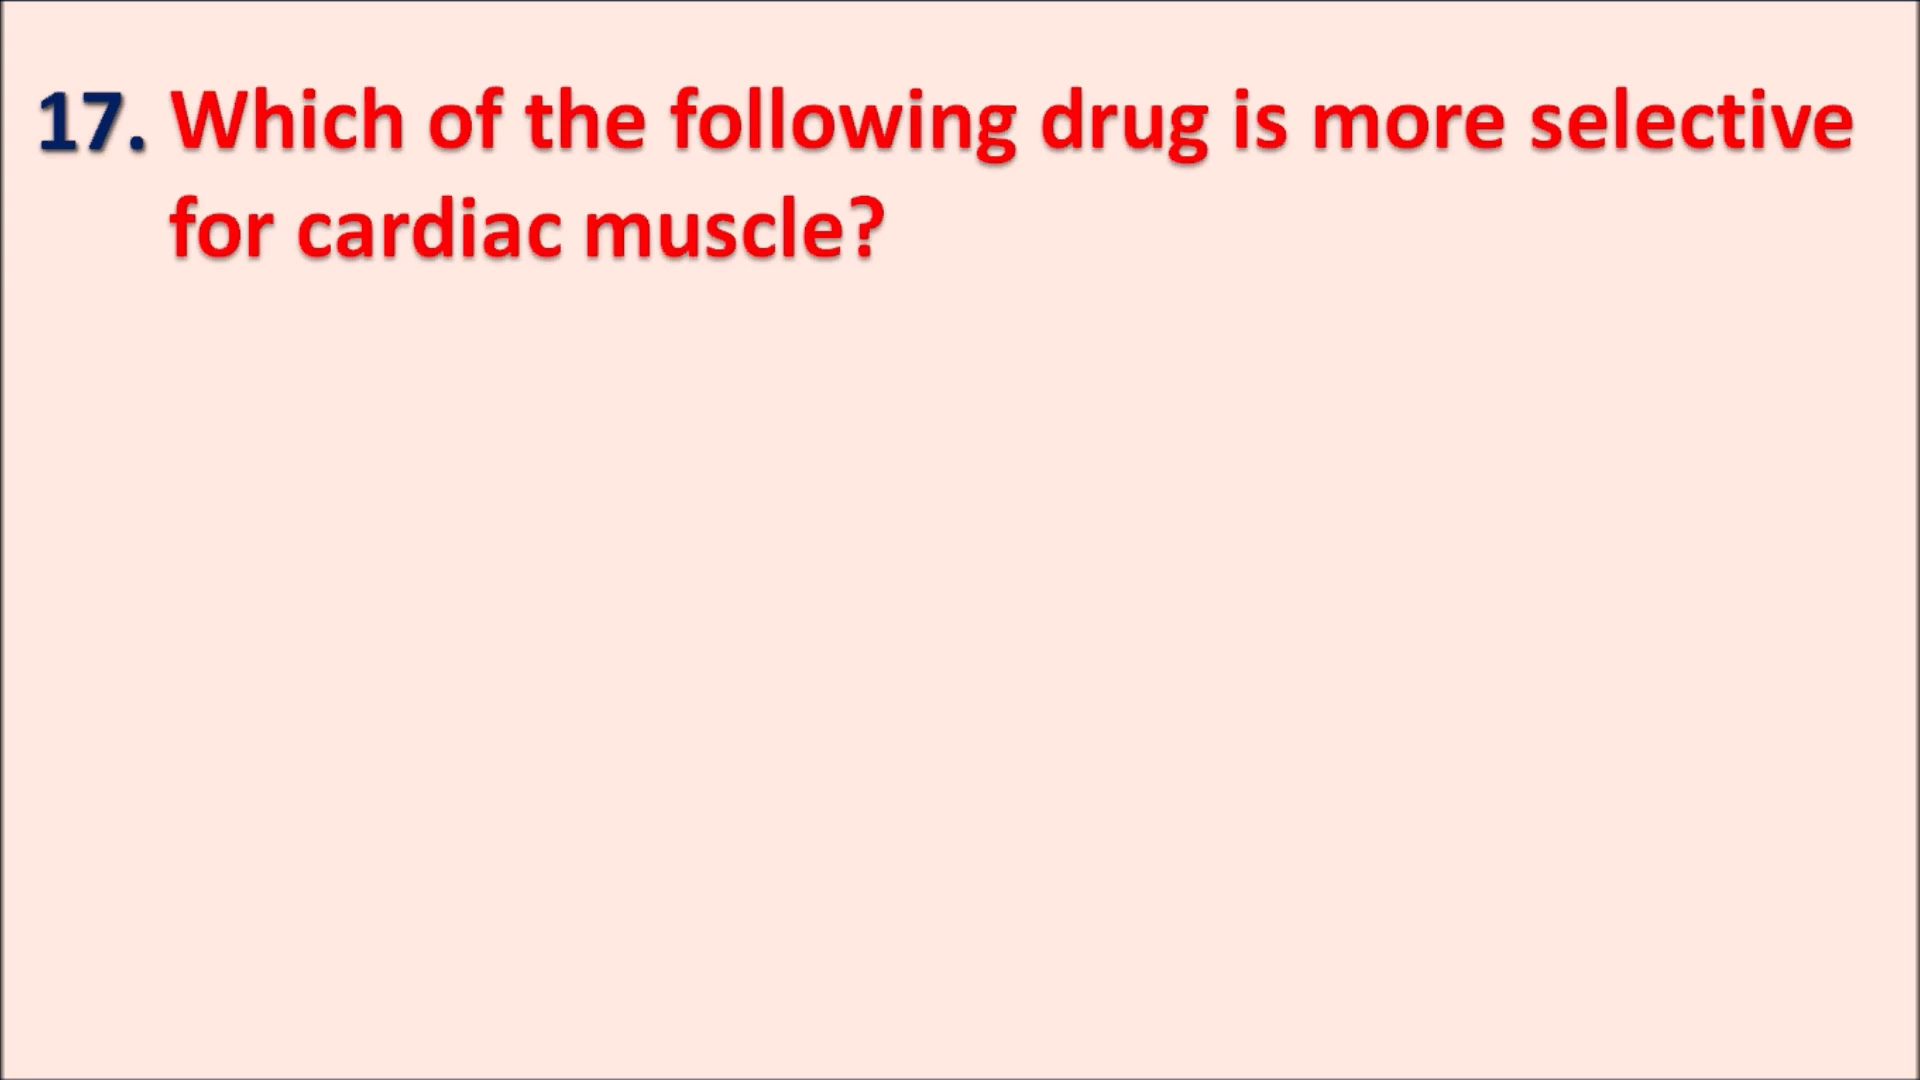 17. Which of the following drug is more selective
for cardiac muscle?